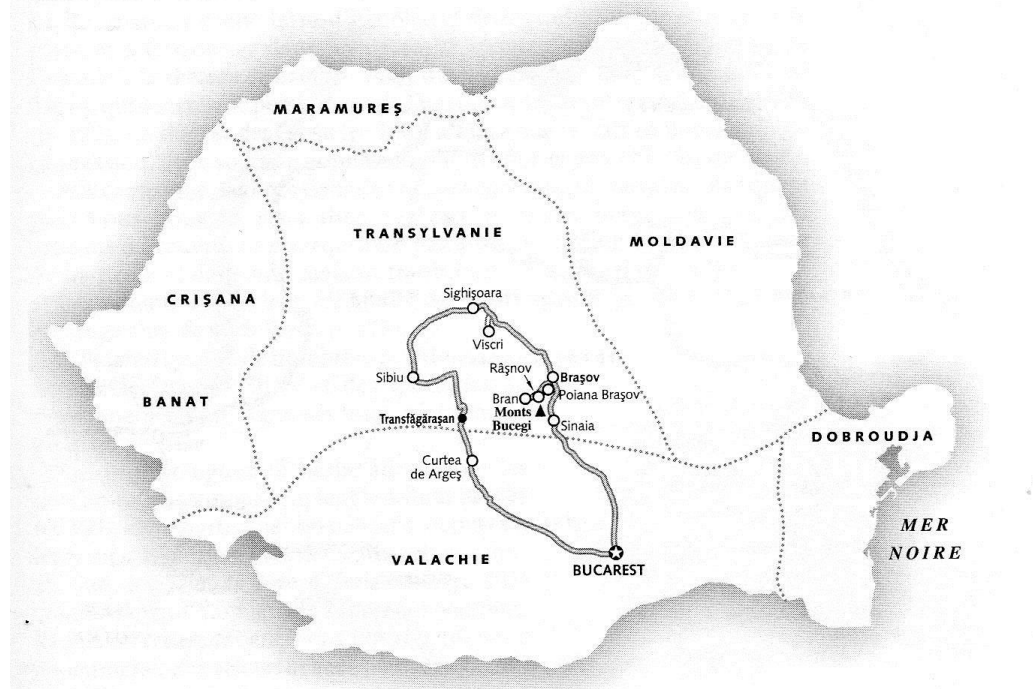 MARAMUREŞ
TRANSYLVANIE
MOLDAVIE
CRIŞANA
Sighişoara
Viscri
Râşnov
Sibiu
Braşov
Bran
Poiana Braşov
BANAT
Monts
Bucegi
Transfăgărăşan
Sinaia
DOBROUDJA
Curtea
de Argeş
MER
NOIRE
VALACHIE
BUCAREST